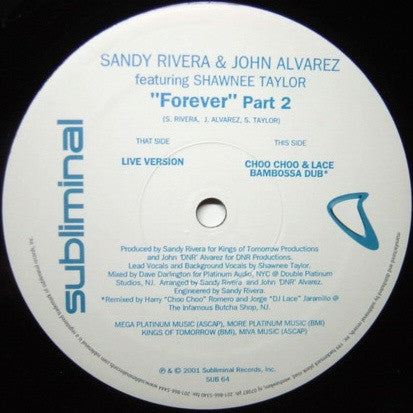 SANDY RIVERA & JOHN ALVAREZ
featuring SHAWNEE TAYLOR
"Forever" Part 2
(S. RIVERA, J. ALVAREZ, S. TAYLOR)
THAT SIDE
THIS SIDE
LIVE VERSION
CHOO CHOO & LACE
BAMBOSSA DUB*
subliminal
Produced by Sandy Rivera for Kings of Tomorrow Productions
and John 'DNR' Alvarez for DNR Productions.
Lead Vocals and Background Vocals by Shawnee Taylor,
Mixed by Dave Darlington for Platinum Audio, NYC @ Double Platinum
Studios, NJ. Arranged by Sandy Rivera and John 'DNR' Alvarez.
Engineered by Sandy Rivera.
*Remixed by Harry "Choo Choo" Romero and Jorge "DJ Lace" Jaramillo @
The Infamous Butcha Shop, NJ.
MEGA PLATINUM MUSIC (ASCAP), MORE PLATINUM MUSIC (BMI)
KINGS OF TOMORROW (BMI), MIVA MUSIC (ASCAP)
℗ & © 2001 Subliminal Records, Inc.
SUB 64